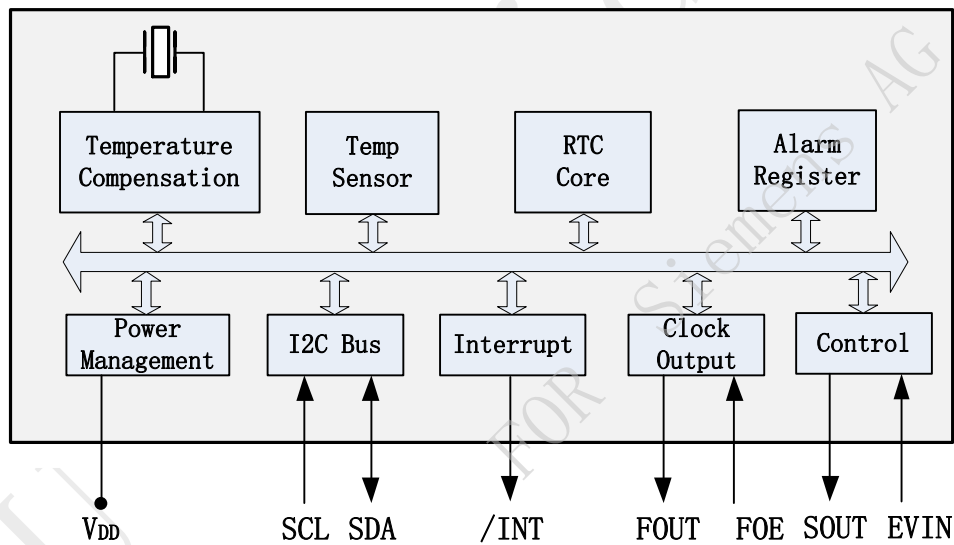 Temperature
Compensation
Temp
Sensor
RTC
Core
Alarm
Register
Power
Management
I2C Bus
Interrupt
Clock
Output
Control
VDD
SCL
SDA
/INT
FOUT
FOE
SOUT
EVIN
FOR Siemens AG